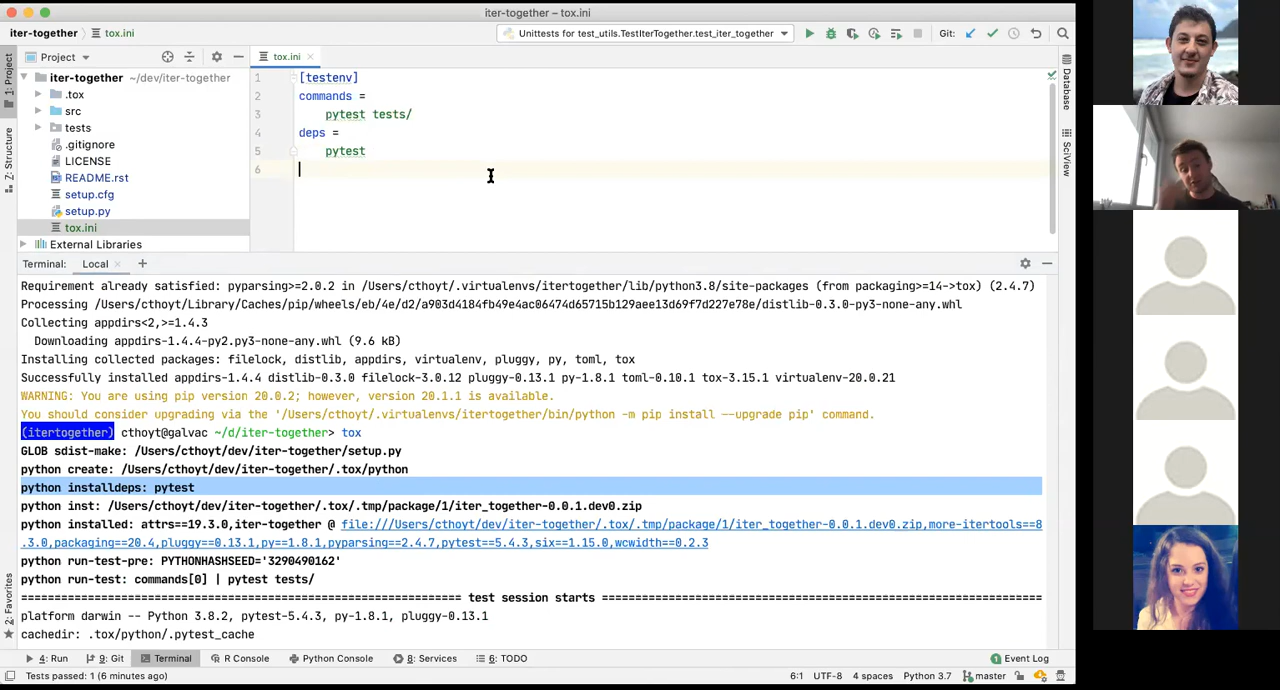 iter-together – tox.ini
iter-together tox.ini
Unittests for test_utils.TestIterTogether.test_iter_together
Git:
1: Project
Project
tox.ini
iter-together ~/dev/iter-together
.tox
src
tests
.gitignore
LICENSE
README.rst
setup.cfg
setup.py
tox.ini
External Libraries
1 [testenv]
2 commands =
3 pytest tests/
4 deps =
5 pytest
6
Database
SciView
Z: Structure
2: Favorites
Terminal: Local
Requirement already satisfied: pyparsing>=2.0.2 in /Users/cthoyt/.virtualenvs/itertogether/lib/python3.8/site-packages (from packaging>=14->tox) (2.4.7)
Processing /Users/cthoyt/Library/Caches/pip/wheels/eb/4e/d2/a903d4184fb49e4ac06474d65715b129aee13d69f7d227e78e/distlib-0.3.0-py3-none-any.whl
Collecting appdirs<2,>=1.4.3
Downloading appdirs-1.4.4-py2.py3-none-any.whl (9.6 kB)
Installing collected packages: filelock, distlib, appdirs, virtualenv, pluggy, py, toml, tox
Successfully installed appdirs-1.4.4 distlib-0.3.0 filelock-3.0.12 pluggy-0.13.1 py-1.8.1 toml-0.10.1 tox-3.15.1 virtualenv-20.0.21
WARNING: You are using pip version 20.0.2; however, version 20.1.1 is available.
You should consider upgrading via the '/Users/cthoyt/.virtualenvs/itertogether/bin/python -m pip install --upgrade pip' command.
(itertogether) cthoyt@galvac ~/d/iter-together> tox
GLOB sdist-make: /Users/cthoyt/dev/iter-together/setup.py
python create: /Users/cthoyt/dev/iter-together/.tox/python
python installdeps: pytest
python inst: /Users/cthoyt/dev/iter-together/.tox/.tmp/package/1/iter_together-0.0.1.dev0.zip
python installed: attrs==19.3.0,iter-together @ file:///Users/cthoyt/dev/iter-together/.tox/.tmp/package/1/iter_together-0.0.1.dev0.zip,more-itertools==8
.3.0,packaging==20.4,pluggy==0.13.1,py==1.8.1,pyparsing==2.4.7,pytest==5.4.3,six==1.15.0,wcwidth==0.2.3
python run-test-pre: PYTHONHASHSEED='3290490162'
python run-test: commands[0] | pytest tests/
============================================================= test session starts =============================================================
platform darwin -- Python 3.8.2, pytest-5.4.3, py-1.8.1, pluggy-0.13.1
cachedir: .tox/python/.pytest_cache
4: Run 9: Git Terminal R Console Python Console 8: Services 6: TODO Event Log
Tests passed: 1 (6 minutes ago) 6:1 UTF-8 4 spaces Python 3.7 master